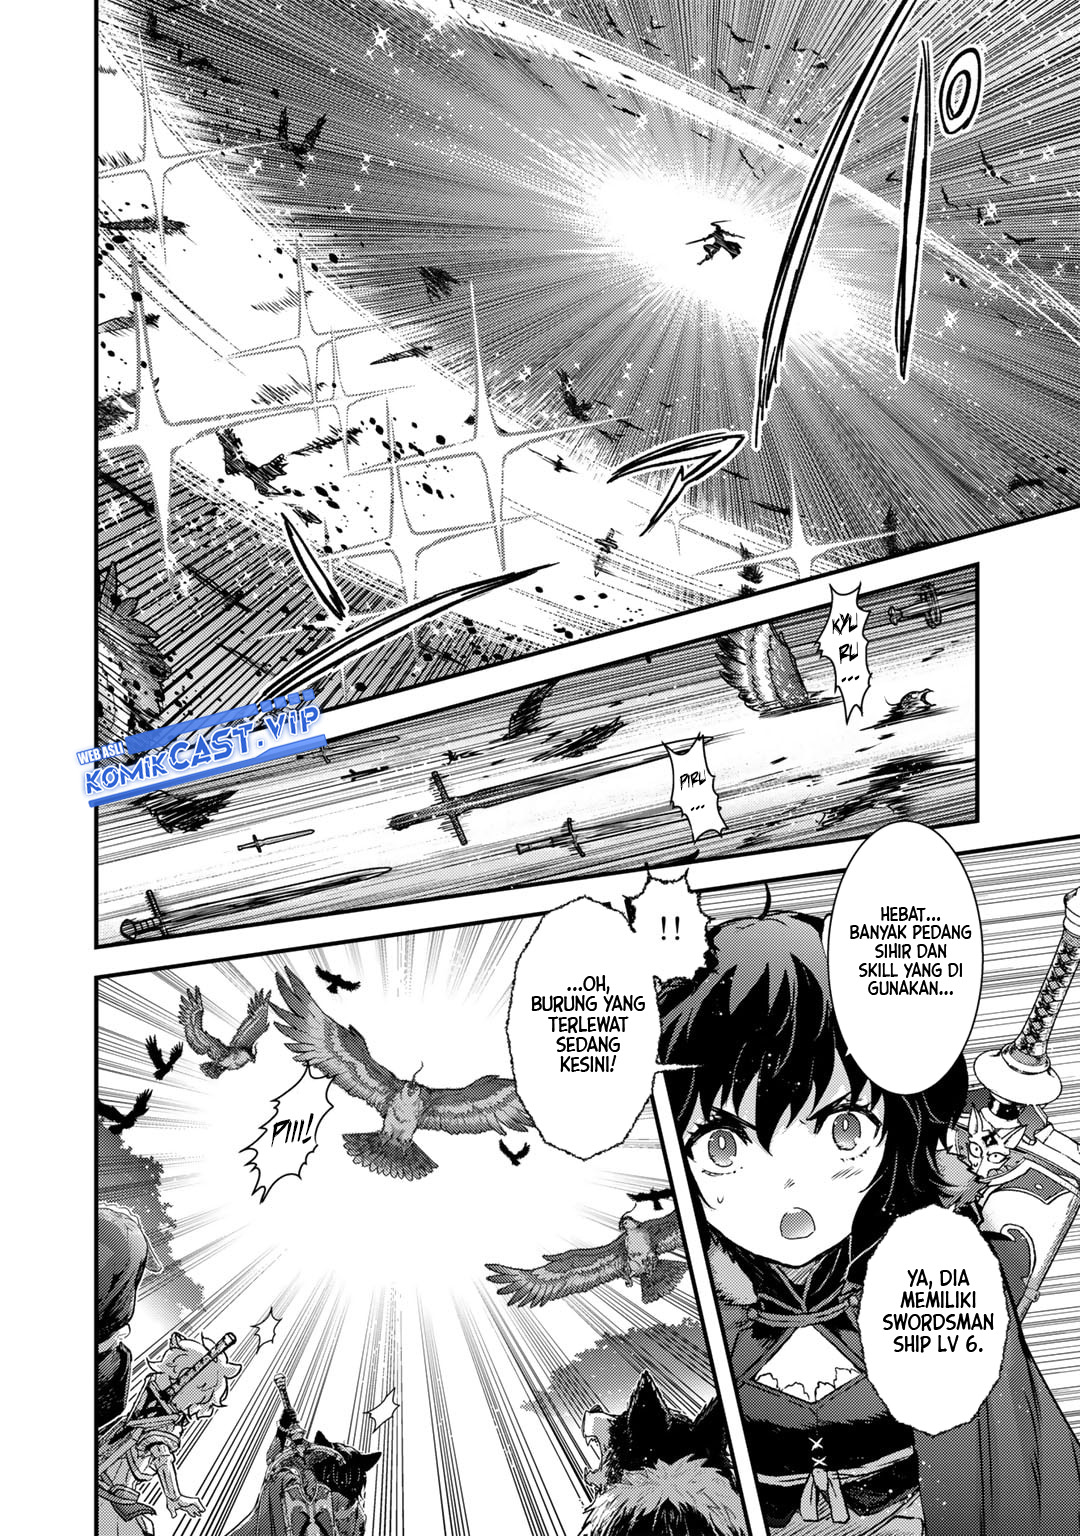 KYU
RU
...
PIRU
...
WEB ASLI
KOMIKCAST.VIP
HEBAT...
BANYAK PEDANG
SIHIR DAN
SKILL YANG DI
GUNAKAN...
!!
...OH,
BURUNG YANG
TERLEWAT
SEDANG
KESINI!
PIII!
YA, DIA
MEMILIKI
SWORDSMAN
SHIP LV 6.